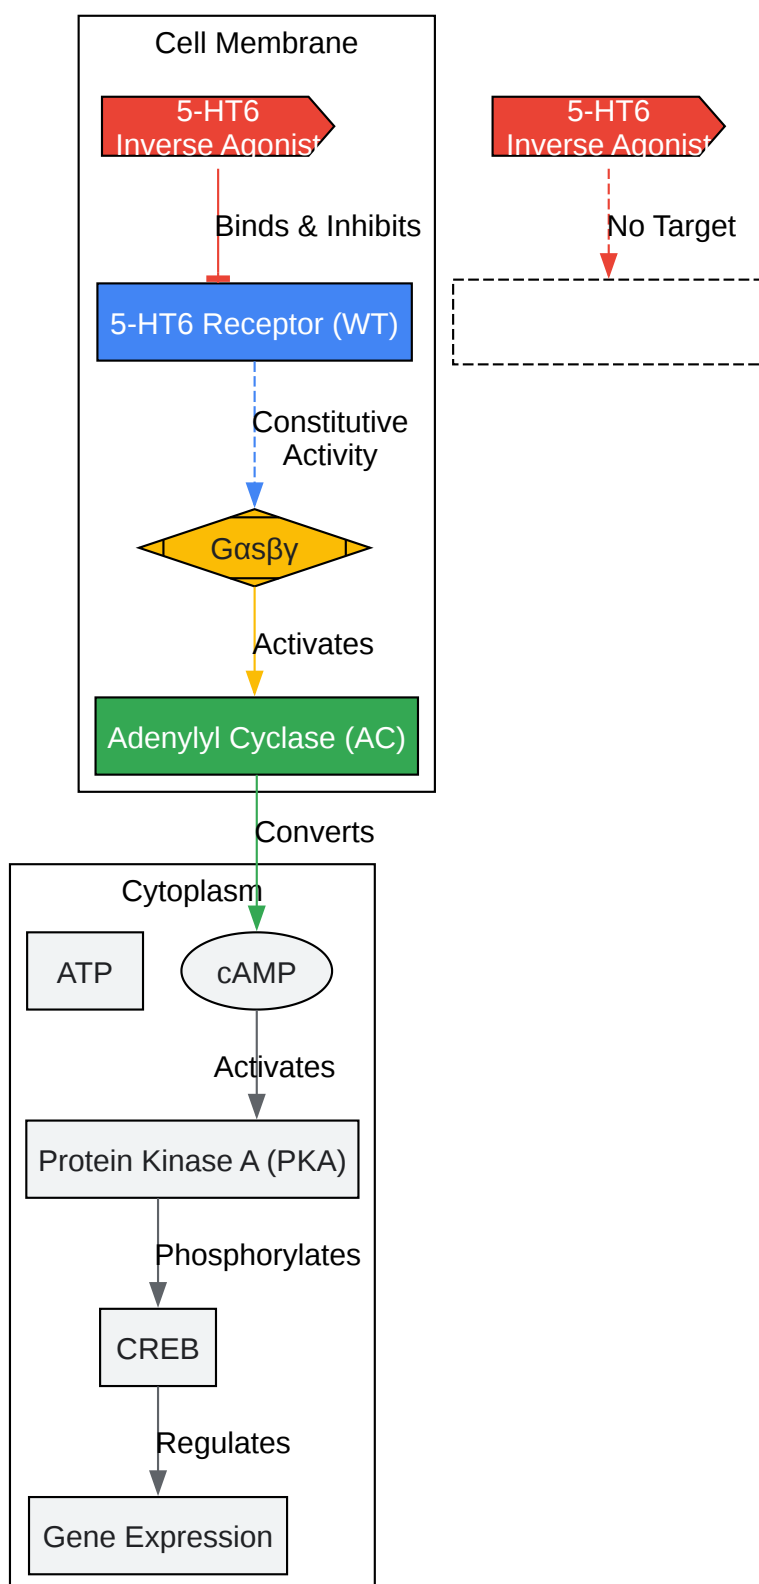 Cell Membrane
5-HT6
Inverse Agonist
5-HT6
Inverse Agonist
Binds & Inhibits
No Target
5-HT6 Receptor (WT)
Constitutive
Activity
Gαsβγ
Activates
Adenylyl Cyclase (AC)
Converts
Cytoplasm
ATP
cAMP
Activates
Protein Kinase A (PKA)
Phosphorylates
CREB
Regulates
Gene Expression